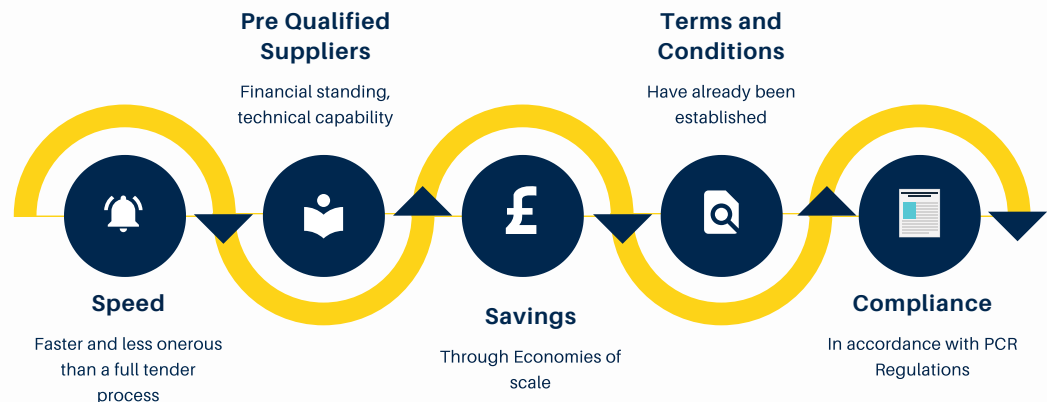 Speed
Faster and less onerous
than a full tender
process
Pre Qualified
Suppliers
Financial standing,
technical capability
£
Savings
Through Economies of
scale
Terms and
Conditions
Have already been
established
Compliance
In accordance with PCR
Regulations